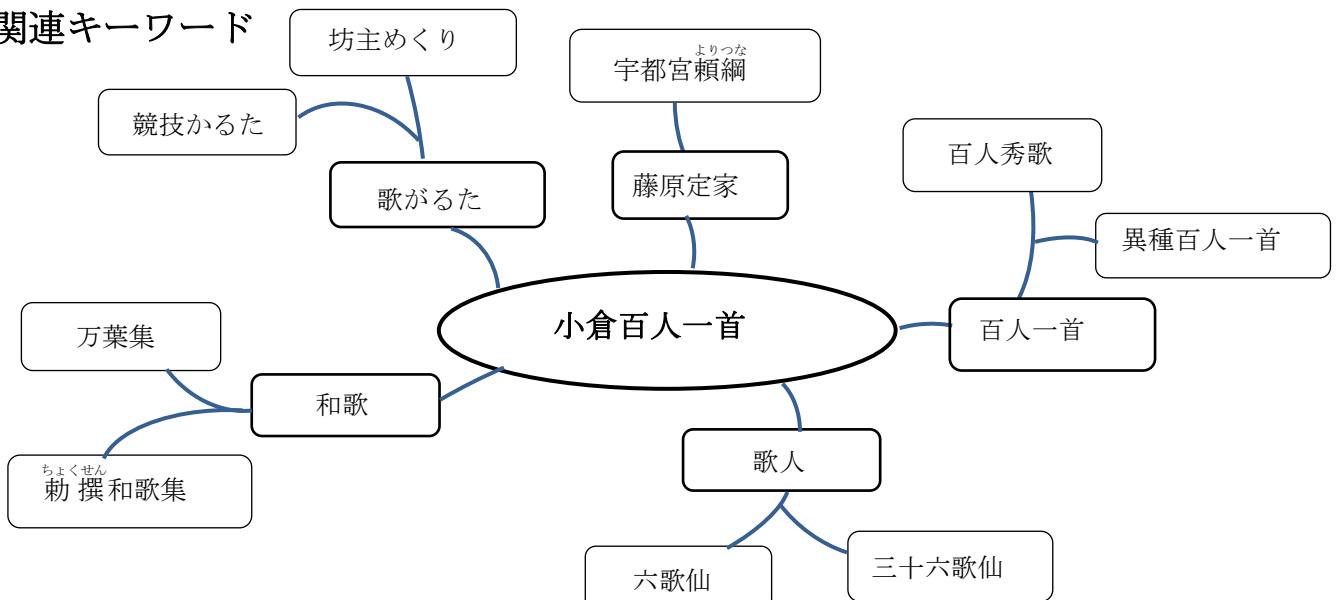 関連キーワード
坊主めくり
競技かるた
歌がるた
よりつな
宇都宮頼綱
藤原定家
百人秀歌
異種百人一首
百人一首
小倉百人一首
万葉集
和歌
ちょくせん
勅撰和歌集
歌人
六歌仙
三十六歌仙